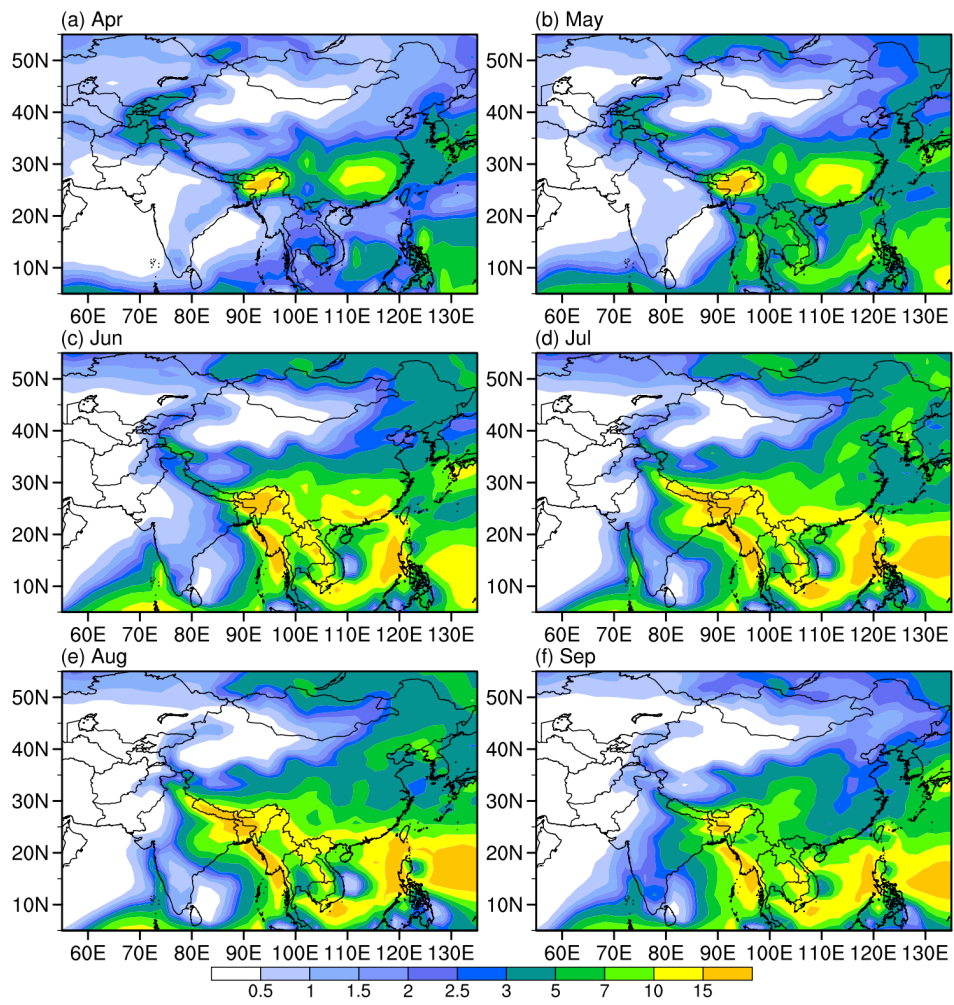 (a) Apr
(b) May
50N
40N
30N
20N
10N
60E 70E 80E 90E 100E 110E 120E 130E
50N
40N
30N
20N
10N
60E 70E 80E 90E 100E 110E 120E 130E
(c) Jun
(d) Jul
50N
40N
30N
20N
10N
60E 70E 80E 90E 100E 110E 120E 130E
50N
40N
30N
20N
10N
60E 70E 80E 90E 100E 110E 120E 130E
(e) Aug
(f) Sep
50N
40N
30N
20N
10N
60E 70E 80E 90E 100E 110E 120E 130E
50N
40N
30N
20N
10N
60E 70E 80E 90E 100E 110E 120E 130E
0.5 1 1.5 2 2.5 3 5 7 10 15